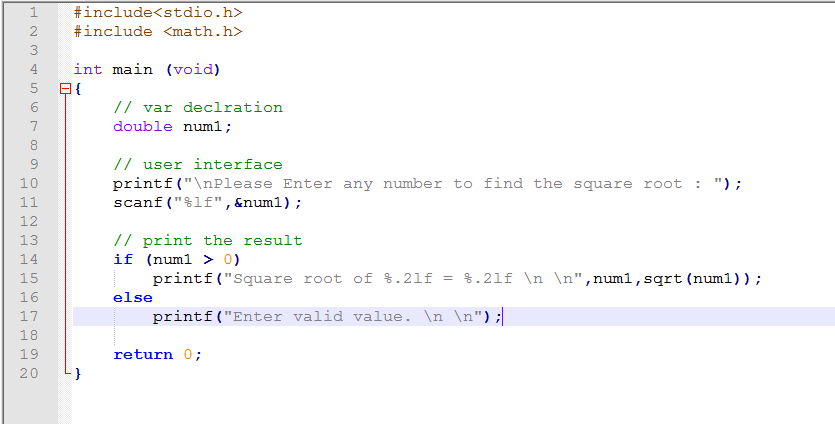 1 #include<stdio.h>
2 #include <math.h>
3
4 int main (void)
5 {
6 // var declration
7 double num1;
8
9 // user interface
10 printf("\nPlease Enter any number to find the square root : ");
11 scanf("%lf",&num1);
12
13 // print the result
14 if (num1 > 0)
15 printf("Square root of %.2lf = %.2lf \n \n",num1,sqrt(num1));
16 else
17 printf("Enter valid value. \n \n");
18
19 return 0;
20 }